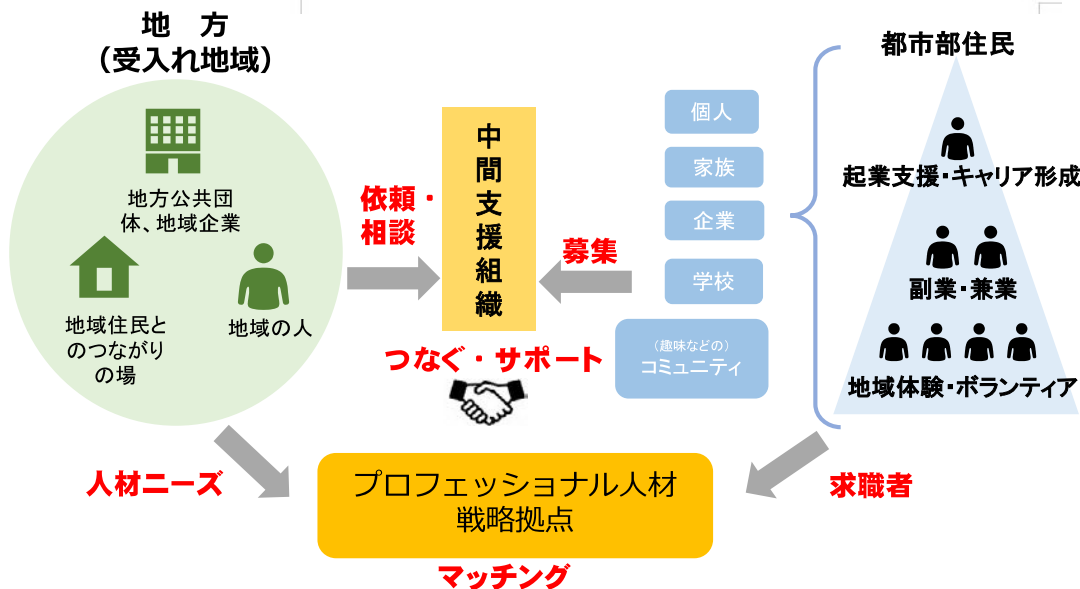 地 方
（受入れ地域）
地方公共団
体、地域企業
地域住民と
のつながり
の場
地域の人
依頼・
相談
中間支援組織
募集
つなぐ・サポート
個人
家族
企業
学校
（趣味などの）
コミュニティ
都市部住民
起業支援・キャリア形成
副業・兼業
地域体験・ボランティア
人材ニーズ
プロフェッショナル人材
戦略拠点
マッチング
求職者